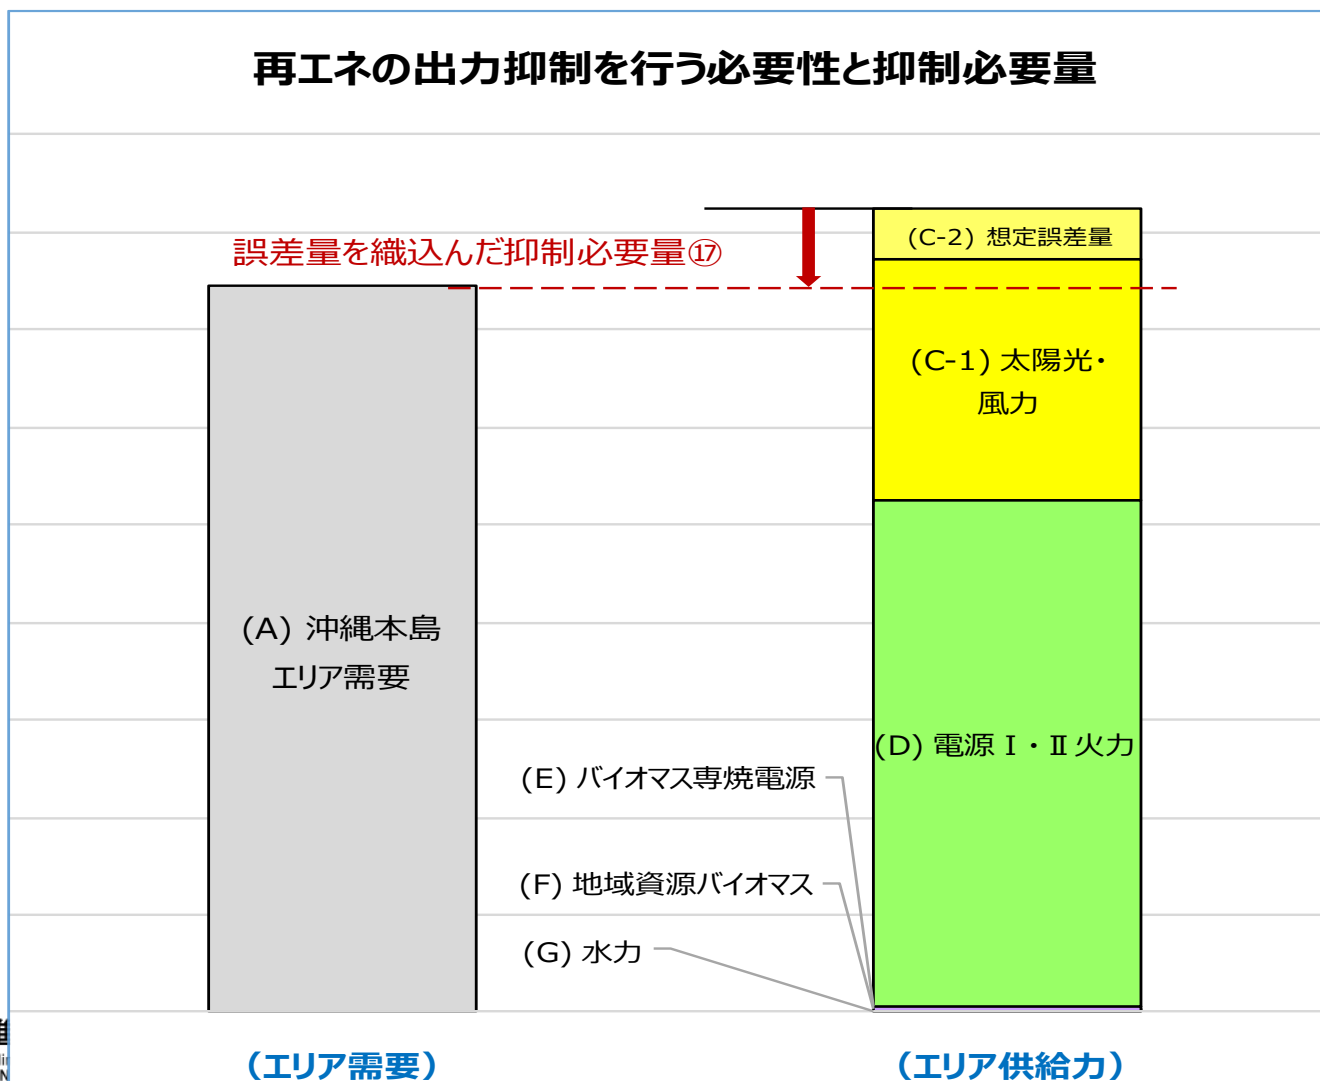 再エネの出力抑制を行う必要性と抑制必要量
(C-2) 想定誤差量
誤差量を織込んだ抑制必要量⑰
(C-1) 太陽光・
風力
(A) 沖縄本島
エリア需要
(D) 電源Ⅰ・Ⅱ火力
(E) バイオマス専焼電源
(F) 地域資源バイオマス
(G) 水力
(エリア需要)
(エリア供給力)